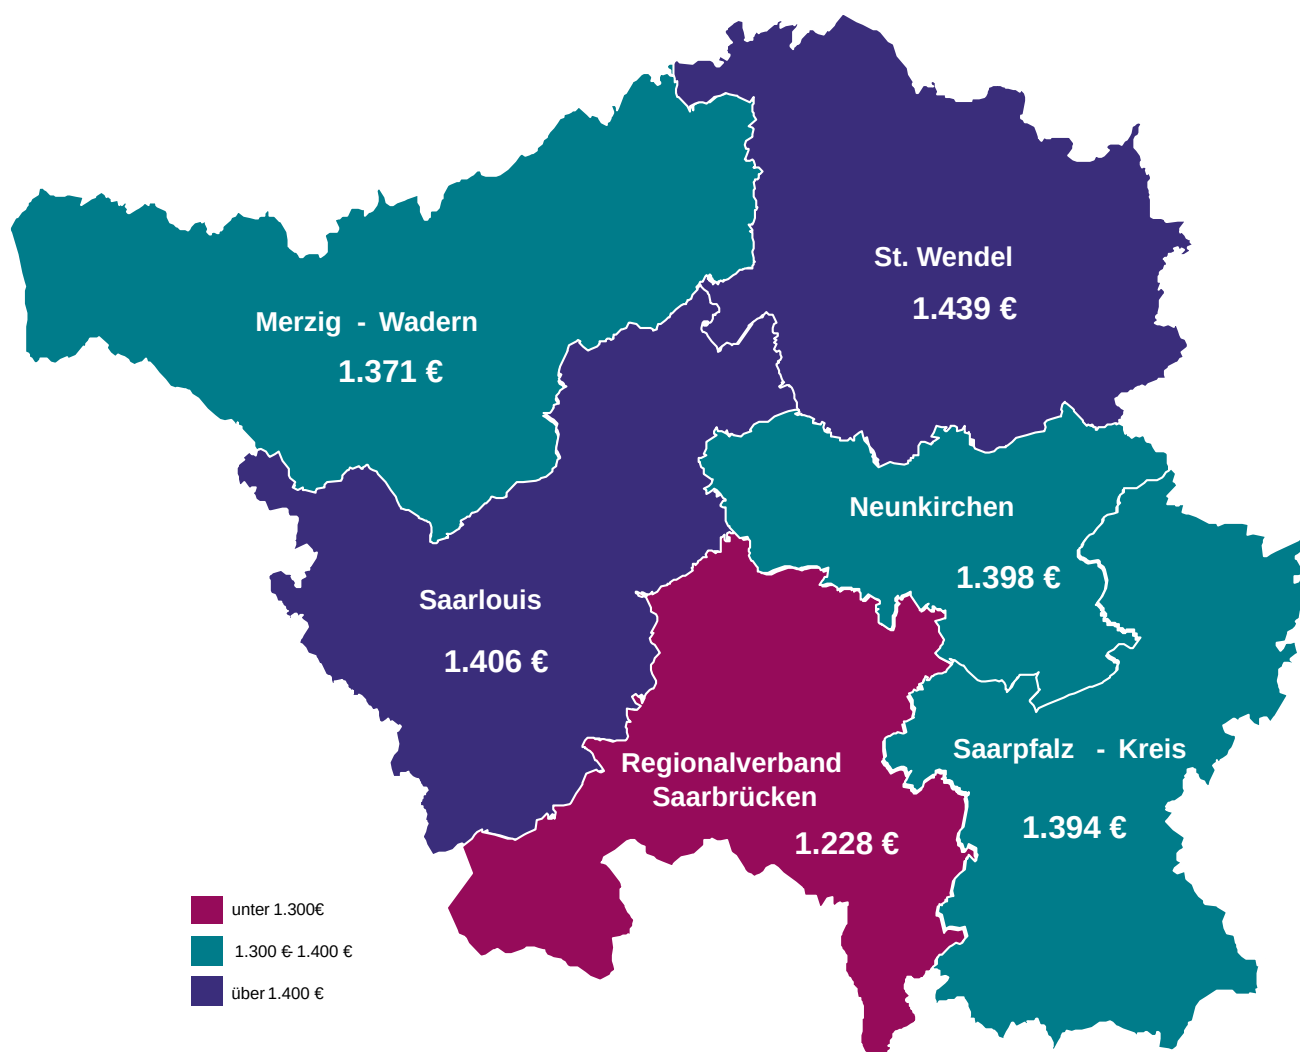 St. Wendel
1.439 €
Merzig - Wadern
1.371 €
Neunkirchen
1.398 €
Saarlouis
1.406 €
Regionalverband
Saarbrücken
1.228 €
Saarpfalz - Kreis
1.394 €
unter 1.300€
1.300 €- 1.400 €
über 1.400 €